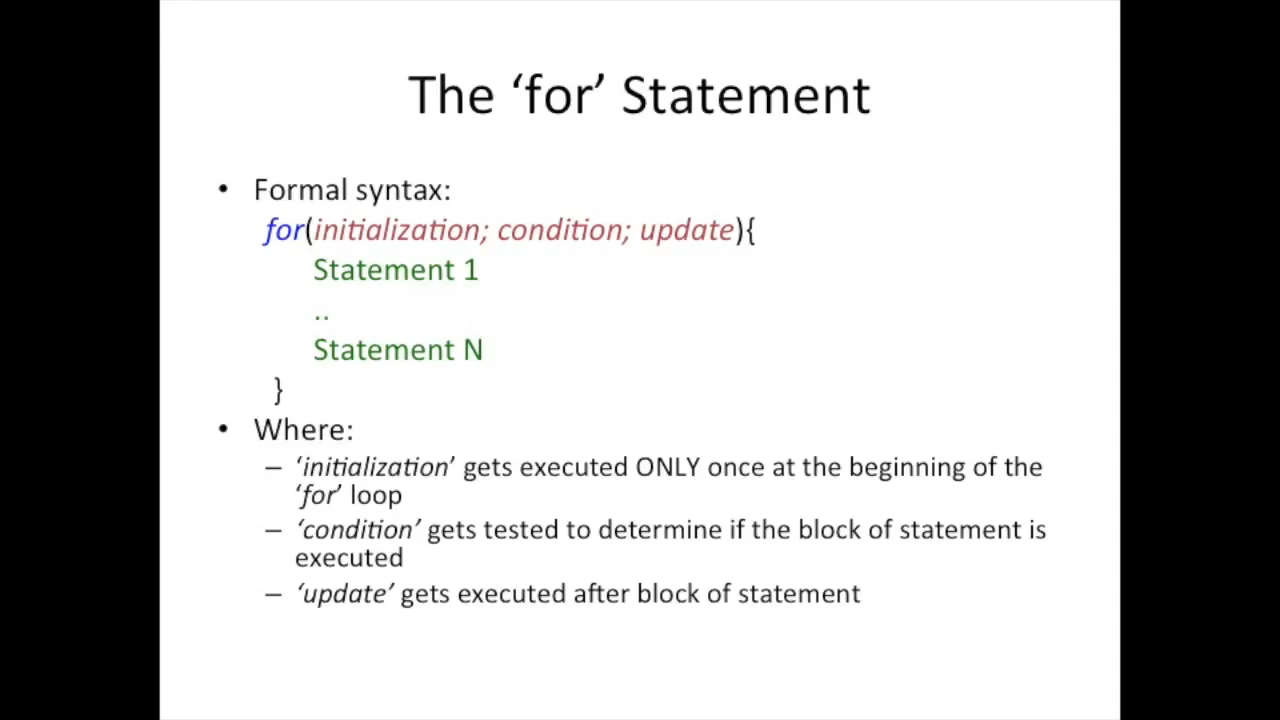 The ‘for’ Statement
• Formal syntax:
for(initialization; condition; update){
Statement 1
..
Statement N
}
• Where:
– ‘initialization’ gets executed ONLY once at the beginning of the
‘for’ loop
– ‘condition’ gets tested to determine if the block of statement is
executed
– ‘update’ gets executed after block of statement